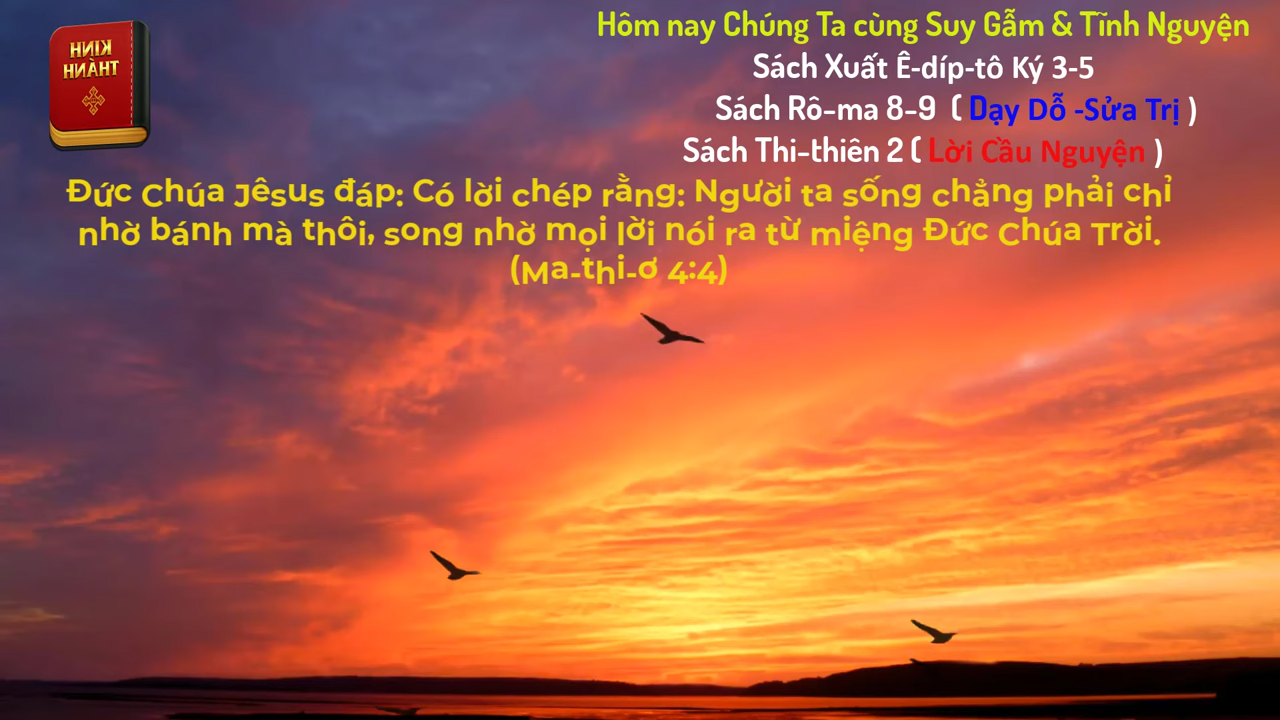 KINH
THÀNH
Hôm nay Chúng Ta cùng Suy Gẫm & Tĩnh Nguyện
Sách Xuất Ê-díp-tô Ký 3-5
Sách Rô-ma 8-9 ( Dạy Dỗ -Sửa Trị )
Sách Thi-thiên 2 ( Lời Cầu Nguyện )
Đức Chúa Jêsus đáp: Có lời chép rằng: Người ta sống chẳng phải chỉ
nhờ bánh mà thôi, song nhờ mọi lời nói ra từ miệng Đức Chúa Trời.
(Ma-thi-ơ 4:4)